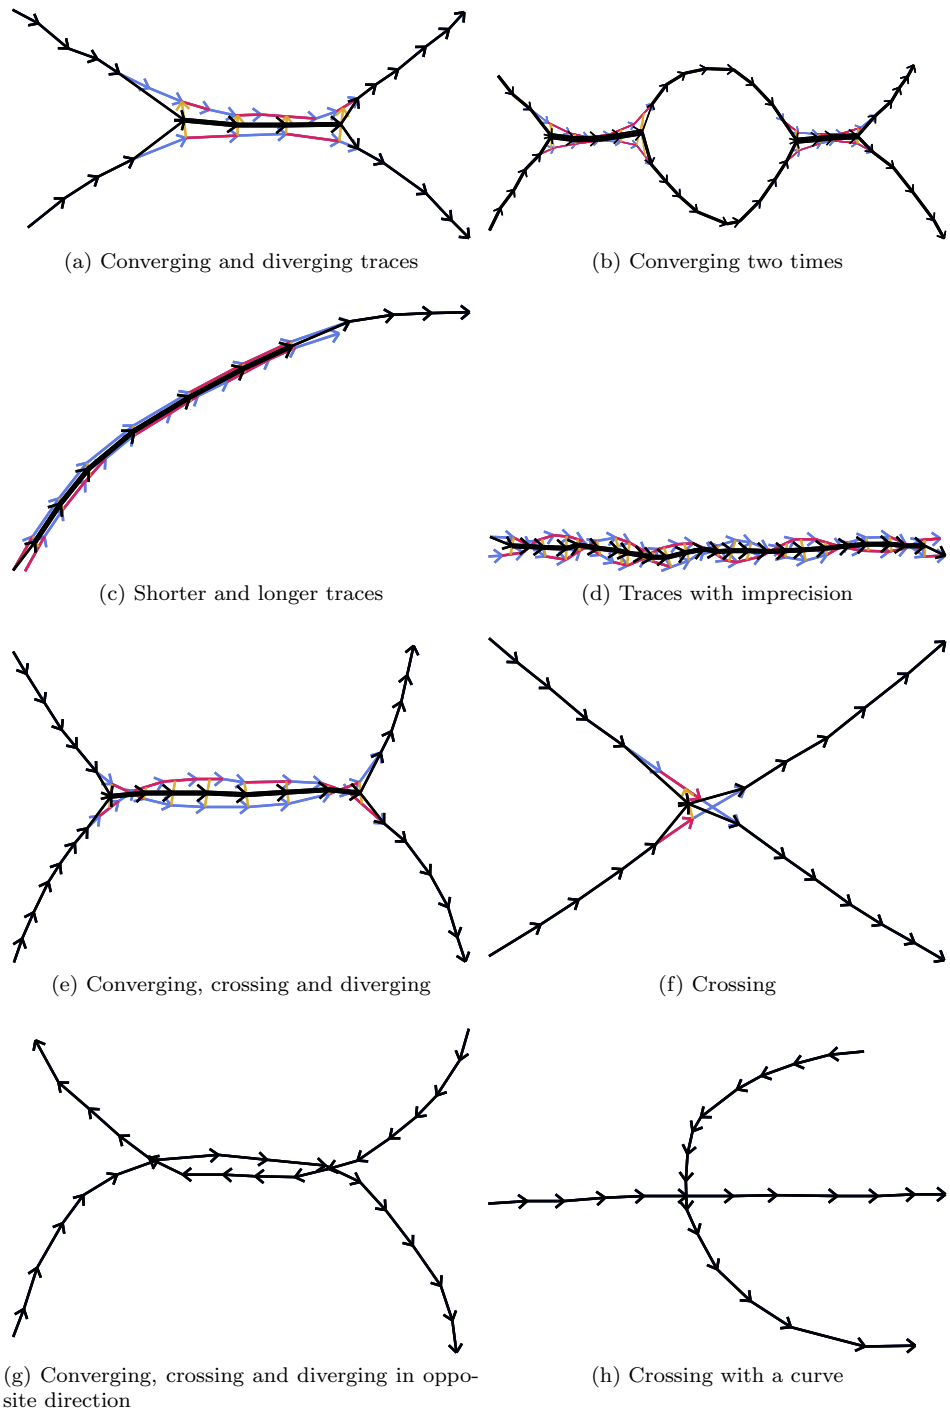 (a) Converging and diverging traces
(b) Converging two times
(c) Shorter and longer traces
(d) Traces with imprecision
(e) Converging, crossing and diverging
(f) Crossing
(g) Converging, crossing and diverging in oppo-
site direction
(h) Crossing with a curve